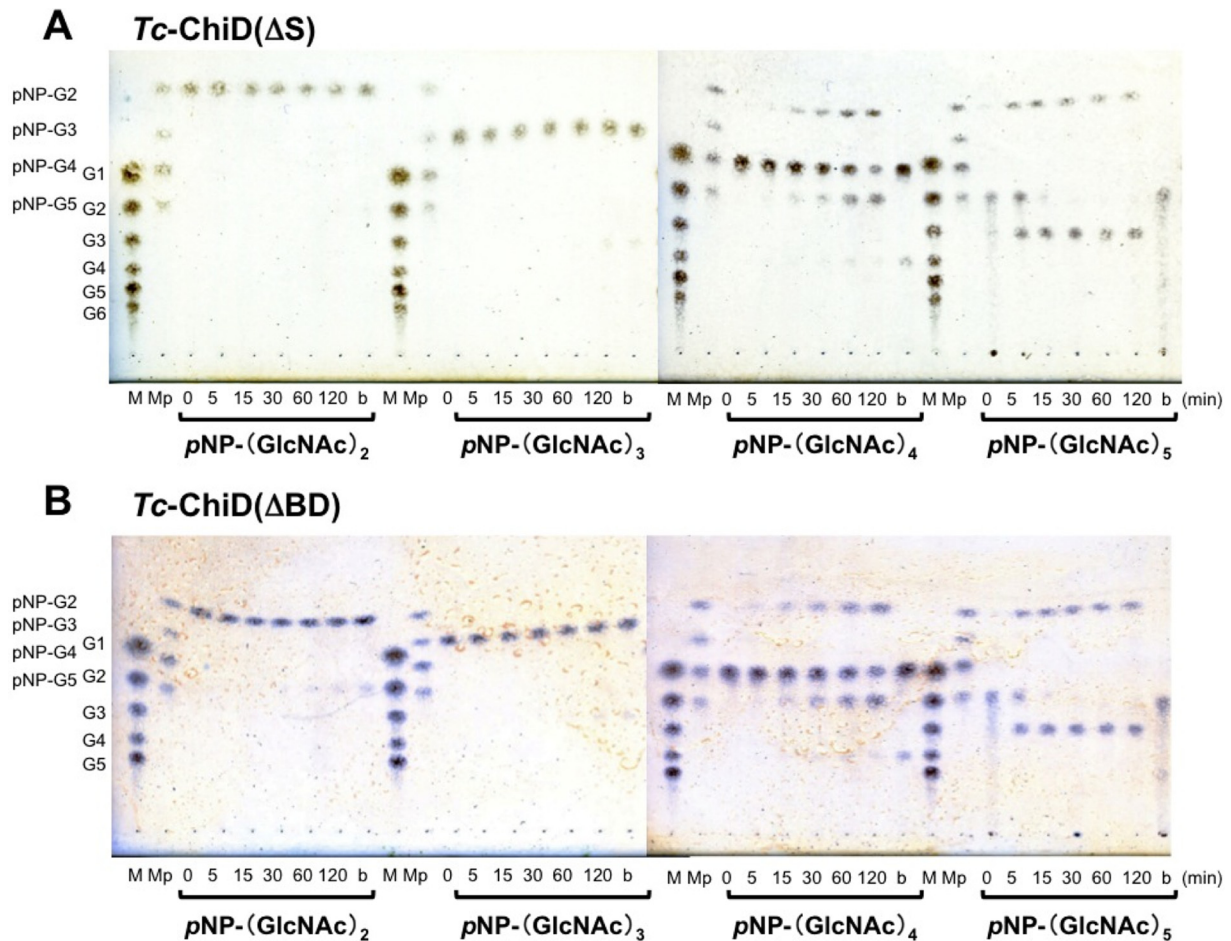 A
Tc-ChiD(ΔS)
pNP-G2
pNP-G3
pNP-G4
G1
pNP-G5
G2
G3
G4
G5
G6
M Mp 0 5 15 30 60 120 b M Mp 0 5 15 30 60 120 b M Mp 0 5 15 30 60 120 b M Mp 0 5 15 30 60 120 b (min)
pNP-(GlcNAc)2 pNP-(GlcNAc)3 pNP-(GlcNAc)4 pNP-(GlcNAc)5
B
Tc-ChiD(ΔBD)
pNP-G2
pNP-G3
G1
pNP-G4
G2
pNP-G5
G3
G4
G5
M Mp 0 5 15 30 60 120 b M Mp 0 5 15 30 60 120 b M Mp 0 5 15 30 60 120 b M Mp 0 5 15 30 60 120 b (min)
pNP-(GlcNAc)2 pNP-(GlcNAc)3 pNP-(GlcNAc)4 pNP-(GlcNAc)5